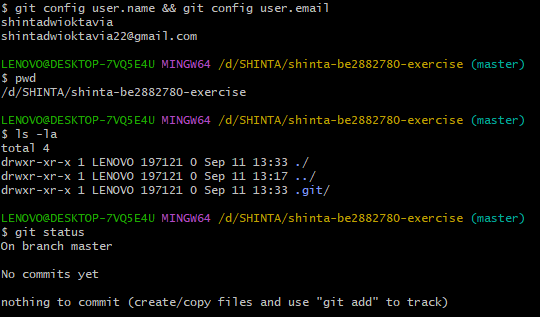 $ git config user.name && git config user.email
shintadwioktavia
shintadwioktavia22@gmail.com
LENOVO@DESKTOP-7VQ5E4U MINGW64 /d/SHINTA/shinta-be2882780-exercise (master)
$ pwd
/d/SHINTA/shinta-be2882780-exercise
LENOVO@DESKTOP-7VQ5E4U MINGW64 /d/SHINTA/shinta-be2882780-exercise (master)
$ ls -la
total 4
drwxr-xr-x 1 LENOVO 197121 0 Sep 11 13:33 ./
drwxr-xr-x 1 LENOVO 197121 0 Sep 11 13:17 ../
drwxr-xr-x 1 LENOVO 197121 0 Sep 11 13:33 .git/
LENOVO@DESKTOP-7VQ5E4U MINGW64 /d/SHINTA/shinta-be2882780-exercise (master)
$ git status
On branch master
No commits yet
nothing to commit (create/copy files and use "git add" to track)